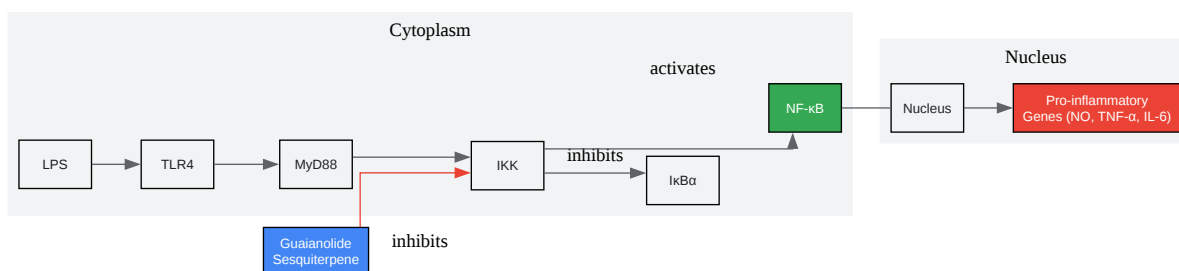 Cytoplasm
Nucleus
activates
NF-κB
Nucleus
Pro-inflammatory
Genes (NO, TNF-α, IL-6)
LPS
TLR4
MyD88
IKK
inhibits
IκBα
Guaianolide
Sesquiterpene
inhibits